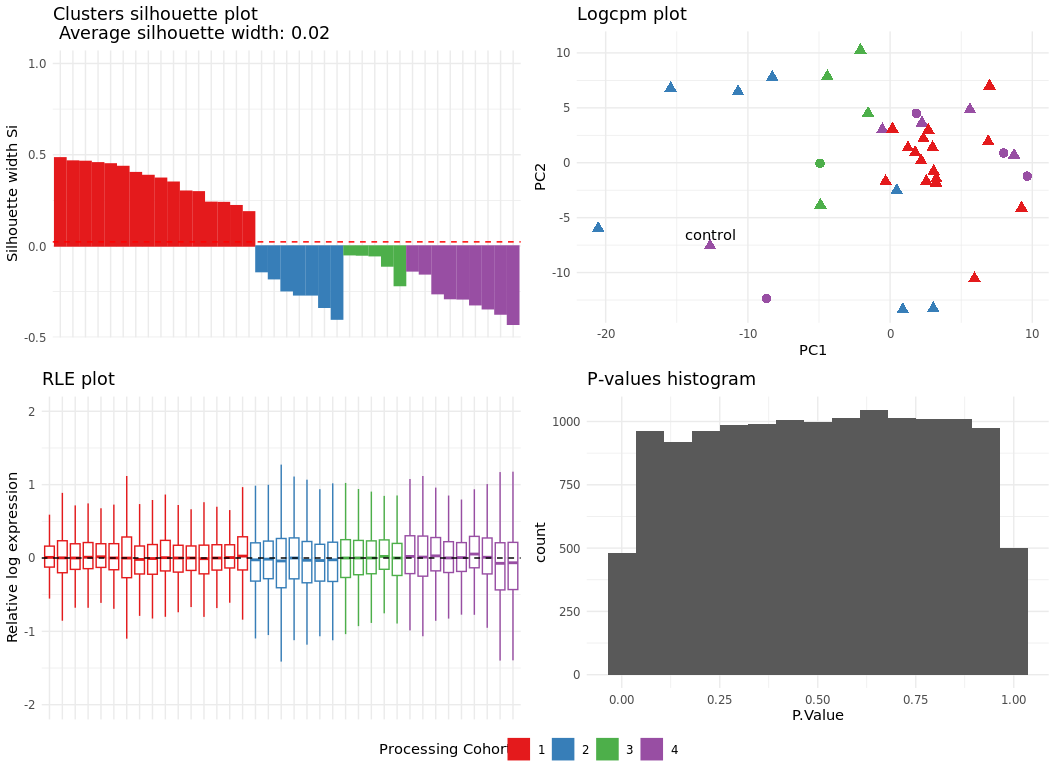 Clusters silhouette plot
Average silhouette width: 0.02
1.0
0.5
0.0
-0.5
Silhouette width Si
Logcpm plot
10
5
0
-5
-10
PC2
control
-20
-10
0
10
PC1
RLE plot
2
1
0
-1
-2
Relative log expression
P-values histogram
1000
750
500
250
0
count
0.00
0.25
0.50
0.75
1.00
P.Value
Processing Cohort
1
2
3
4